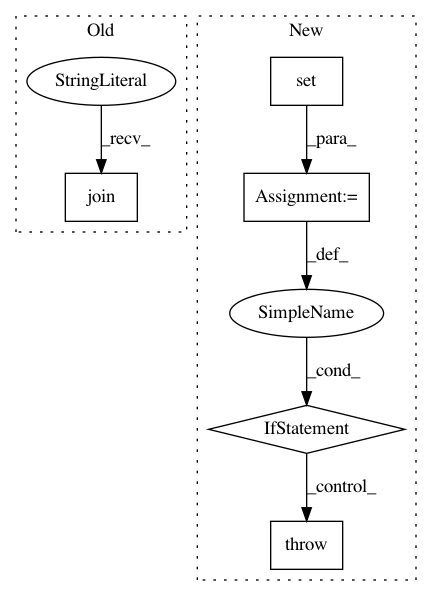 Old
New
StringLiteral
set
_recv_
_para_
join
Assignment:=
_def_
SimpleName
_cond_
IfStatement
_control_
throw